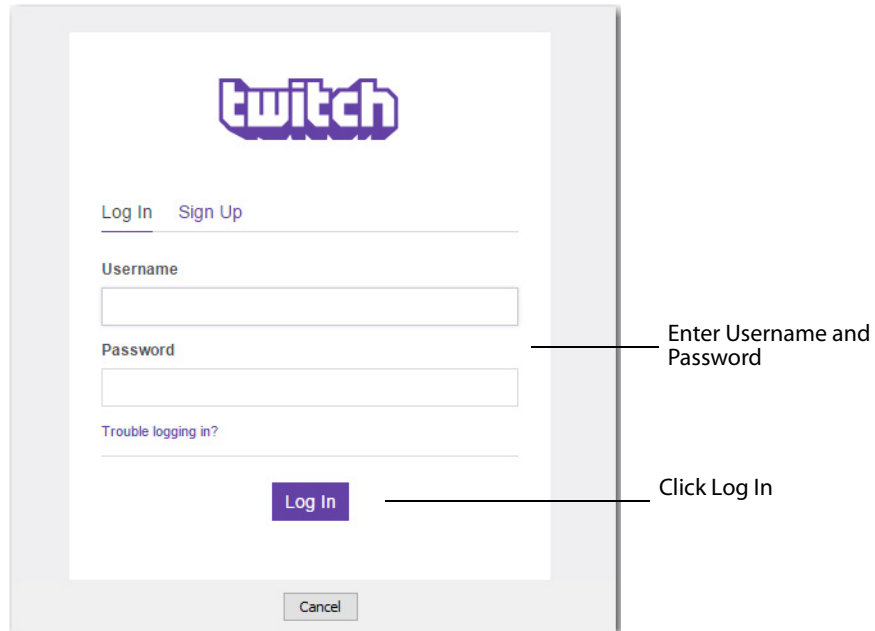 twitch
Log In Sign Up
Username
Enter Username and
Password
Password
Trouble logging in?
Log In
Click Log In
Cancel